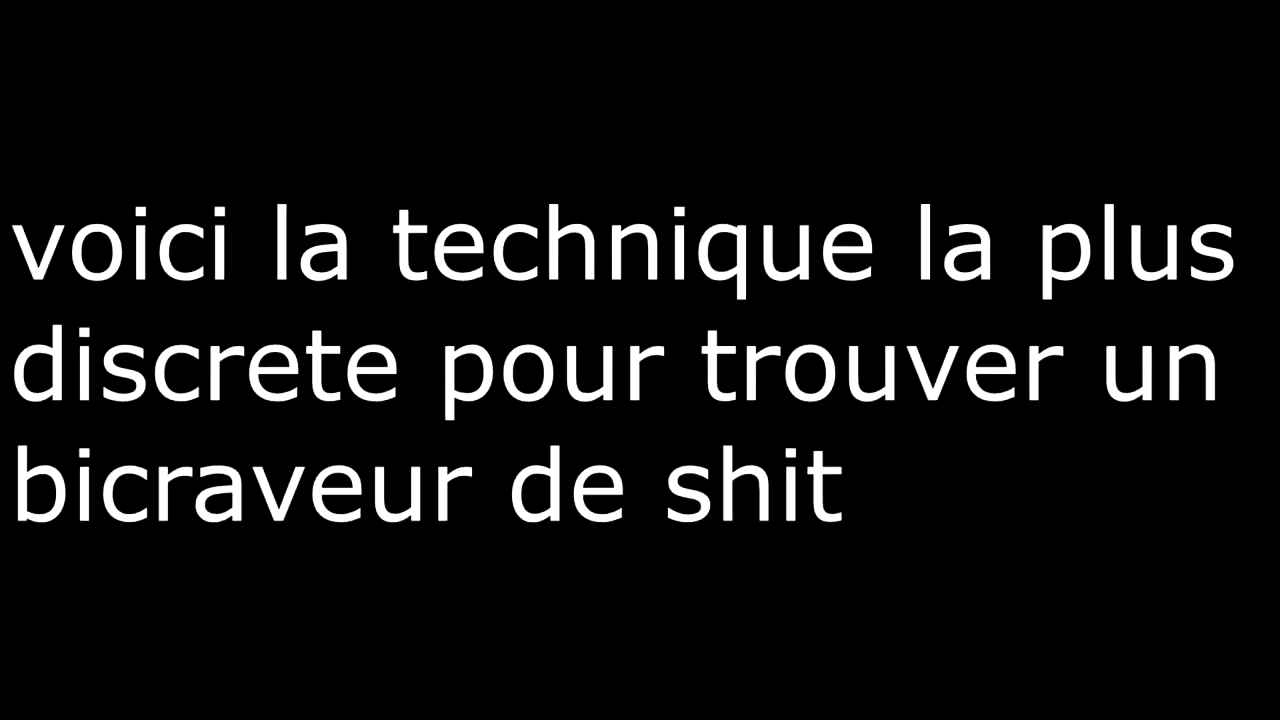 voici la technique la plus
discrete pour trouver un
bicraveur de shit